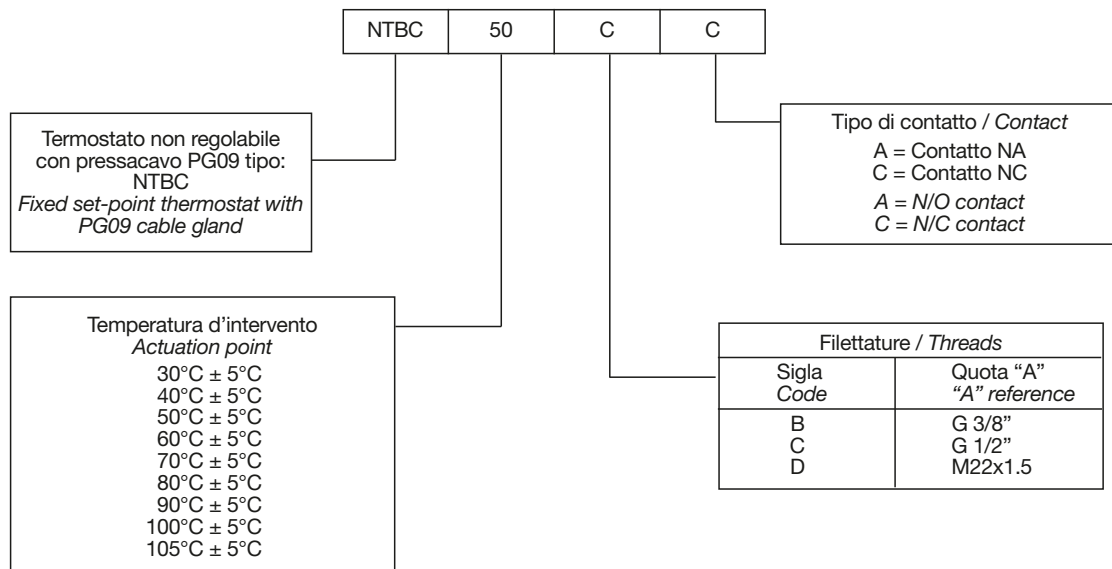 NTBC 50 C C
Termostato non regolabile
con pressacavo PG09 tipo:
NTBC
Fixed set-point thermostat with
PG09 cable gland
Tipo di contatto / Contact
A = Contatto NA
C = Contatto NC
A = N/O contact
C = N/C contact
Temperatura d’intervento
Actuation point
30°C ± 5°C
40°C ± 5°C
50°C ± 5°C
60°C ± 5°C
70°C ± 5°C
80°C ± 5°C
90°C ± 5°C
100°C ± 5°C
105°C ± 5°C
Filettature / Threads
Sigla Quota “A”
Code “A” reference
B G 3/8”
C G 1/2”
D M22x1.5